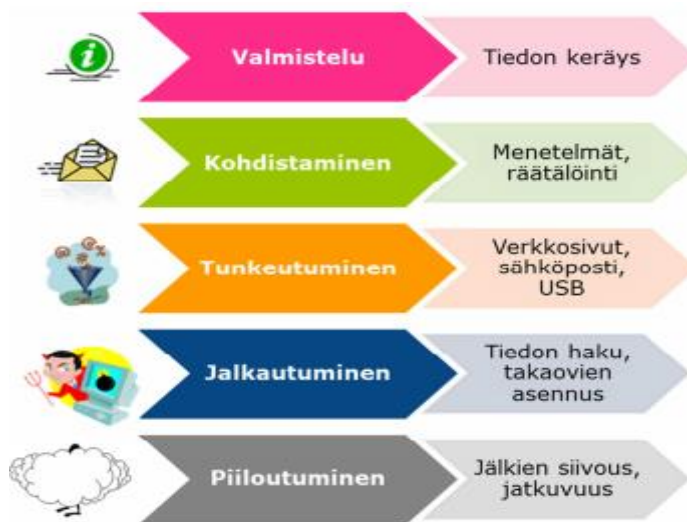 Valmistelu
Tiedon keräys
Kohdistaminen
Menetelmät,
räätälöinti
Tunkeutuminen
Verkkosivut,
sähköposti,
USB
Jalkautuminen
Tiedon haku,
takaovien
asennus
Piiloutuminen
Jälkien siivous,
jatkuvuus